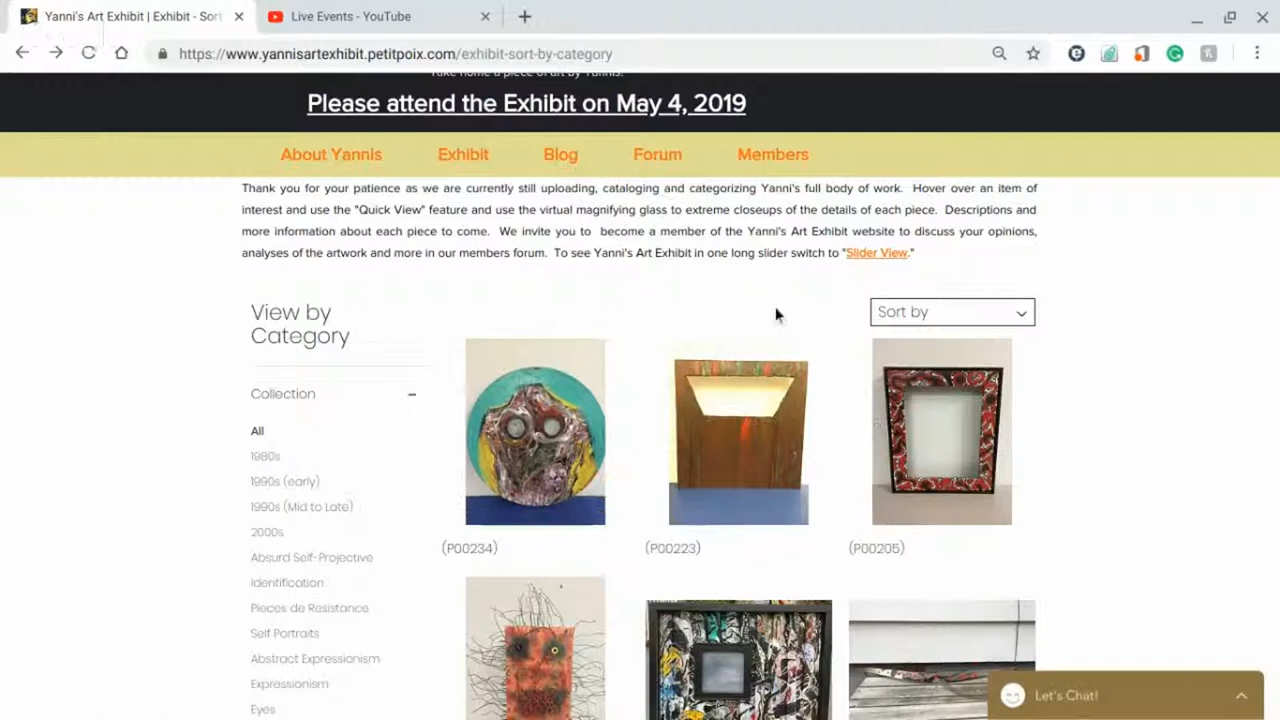 Yanni's Art Exhibit | Exhibit - Sort
Live Events - YouTube
https://www.yannisartexhibit.petitpoix.com/exhibit-sort-by-category
Take home a piece of art by Yannis.
Please attend the Exhibit on May 4, 2019
About Yannis
Exhibit
Blog
Forum
Members
Thank you for your patience as we are currently still uploading, cataloging and categorizing Yanni's full body of work. Hover over an item of
interest and use the "Quick View" feature and use the virtual magnifying glass to extreme closeups of the details of each piece. Descriptions and
more information about each piece to come. We invite you to become a member of the Yanni's Art Exhibit website to discuss your opinions,
analyses of the artwork and more in our members forum. To see Yanni's Art Exhibit in one long slider switch to "Slider View."
View by
Category
Sort by
Collection
All
1980s
1990s (early)
1990s (Mid to Late)
2000s
Absurd Self-Projective
Identification
Pieces de Resistance
Self Portraits
Abstract Expressionism
Expressionism
Eyes
(P00234)
(P00223)
(P00205)
Let's Chat!